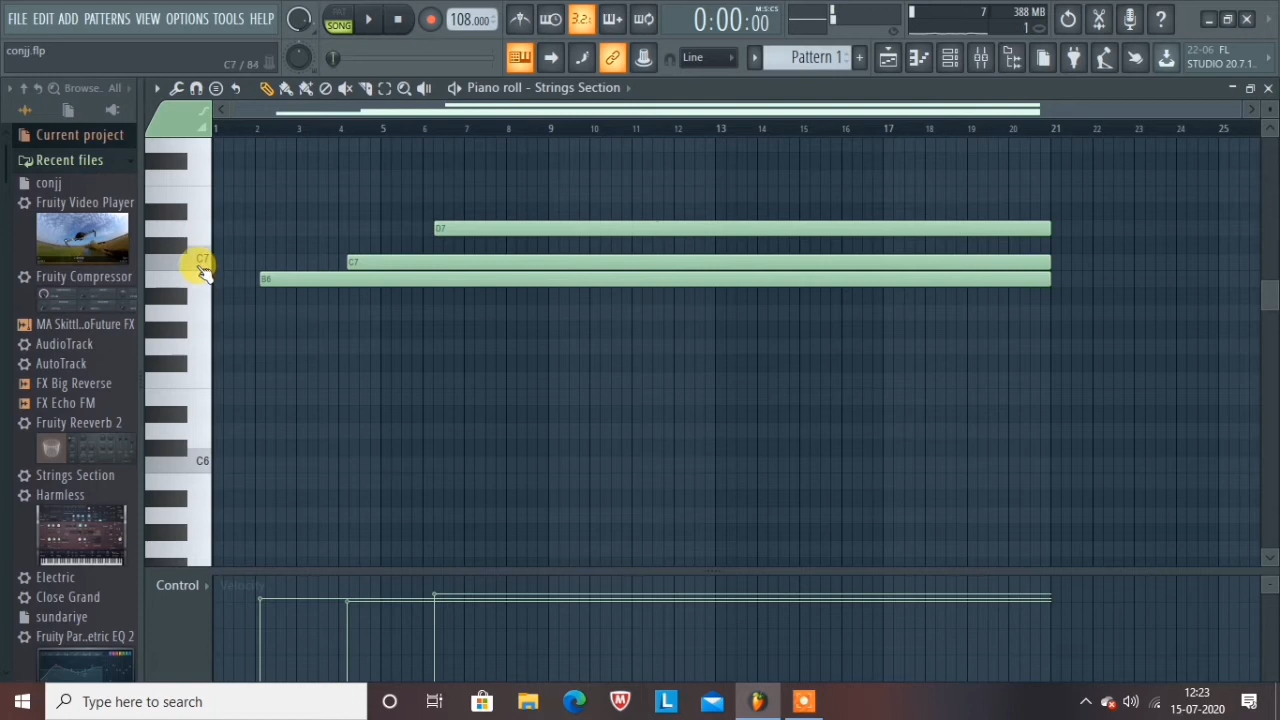 FILE EDIT ADD PATTERNS VIEW OPTIONS TOOLS HELP
conjj.flp
C7 / 84
PAT
SONG
108.000
3.2:
0:00:00
M:S:CS
7
388 MB
1
Line
Pattern 1
22-06 FL
STUDIO 20.7.1...
Browse.. All
Piano roll - Strings Section
Current project
Recent files
conjj
Fruity Video Player
Fruity Compressor
MA Skittl..oFuture FX
AudioTrack
AutoTrack
FX Big Reverse
FX Echo FM
Fruity Reeverb 2
Strings Section
Harmless
Electric
Close Grand
sundariye
Fruity Par..etric EQ 2
1 2 3 4 5 6 7 8 9 10 11 12 13 14 15 16 17 18 19 20 21 22 23 24 25
D7
C7
C7
B6
C6
Control
Velocity
Type here to search
12:23
15-07-2020